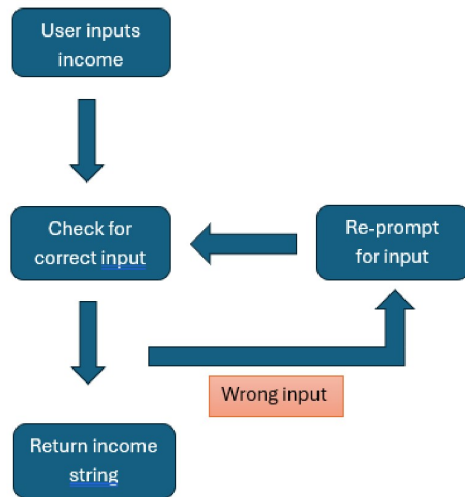 User inputs
income
Check for
correct input
Re-prompt
for input
Wrong input
Return income
string